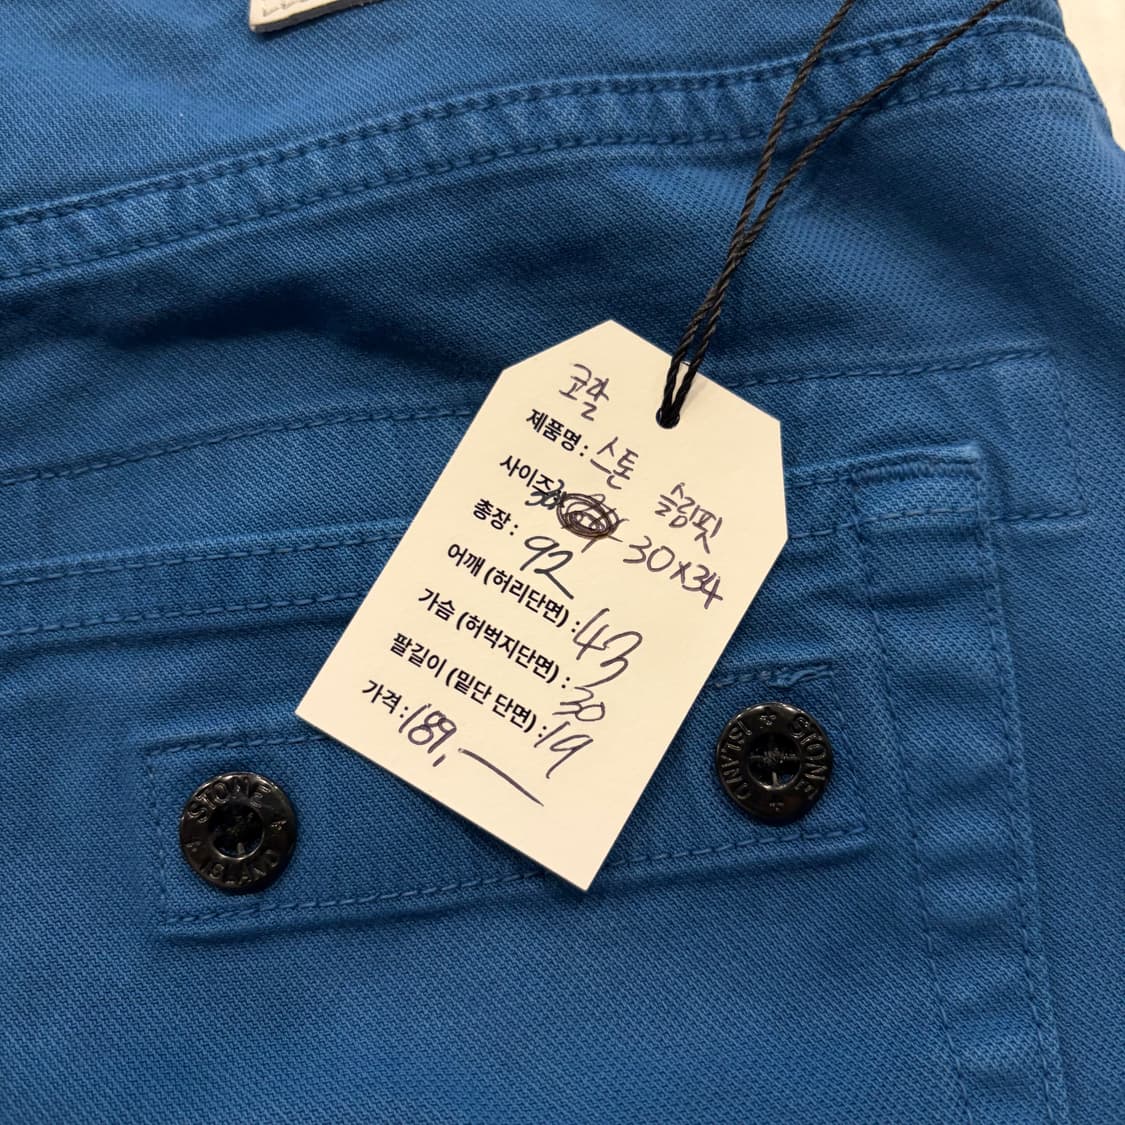 코잘
제품명 : 스톤 슬림핏
사이즈 30x34
총장 : 92
어깨 (허리단면) : 43
가슴 (허벅지단면) : 30
팔길이 (밑단 단면) : 19
가격 : 189,
STONE ISLAND
STONE ISLAND